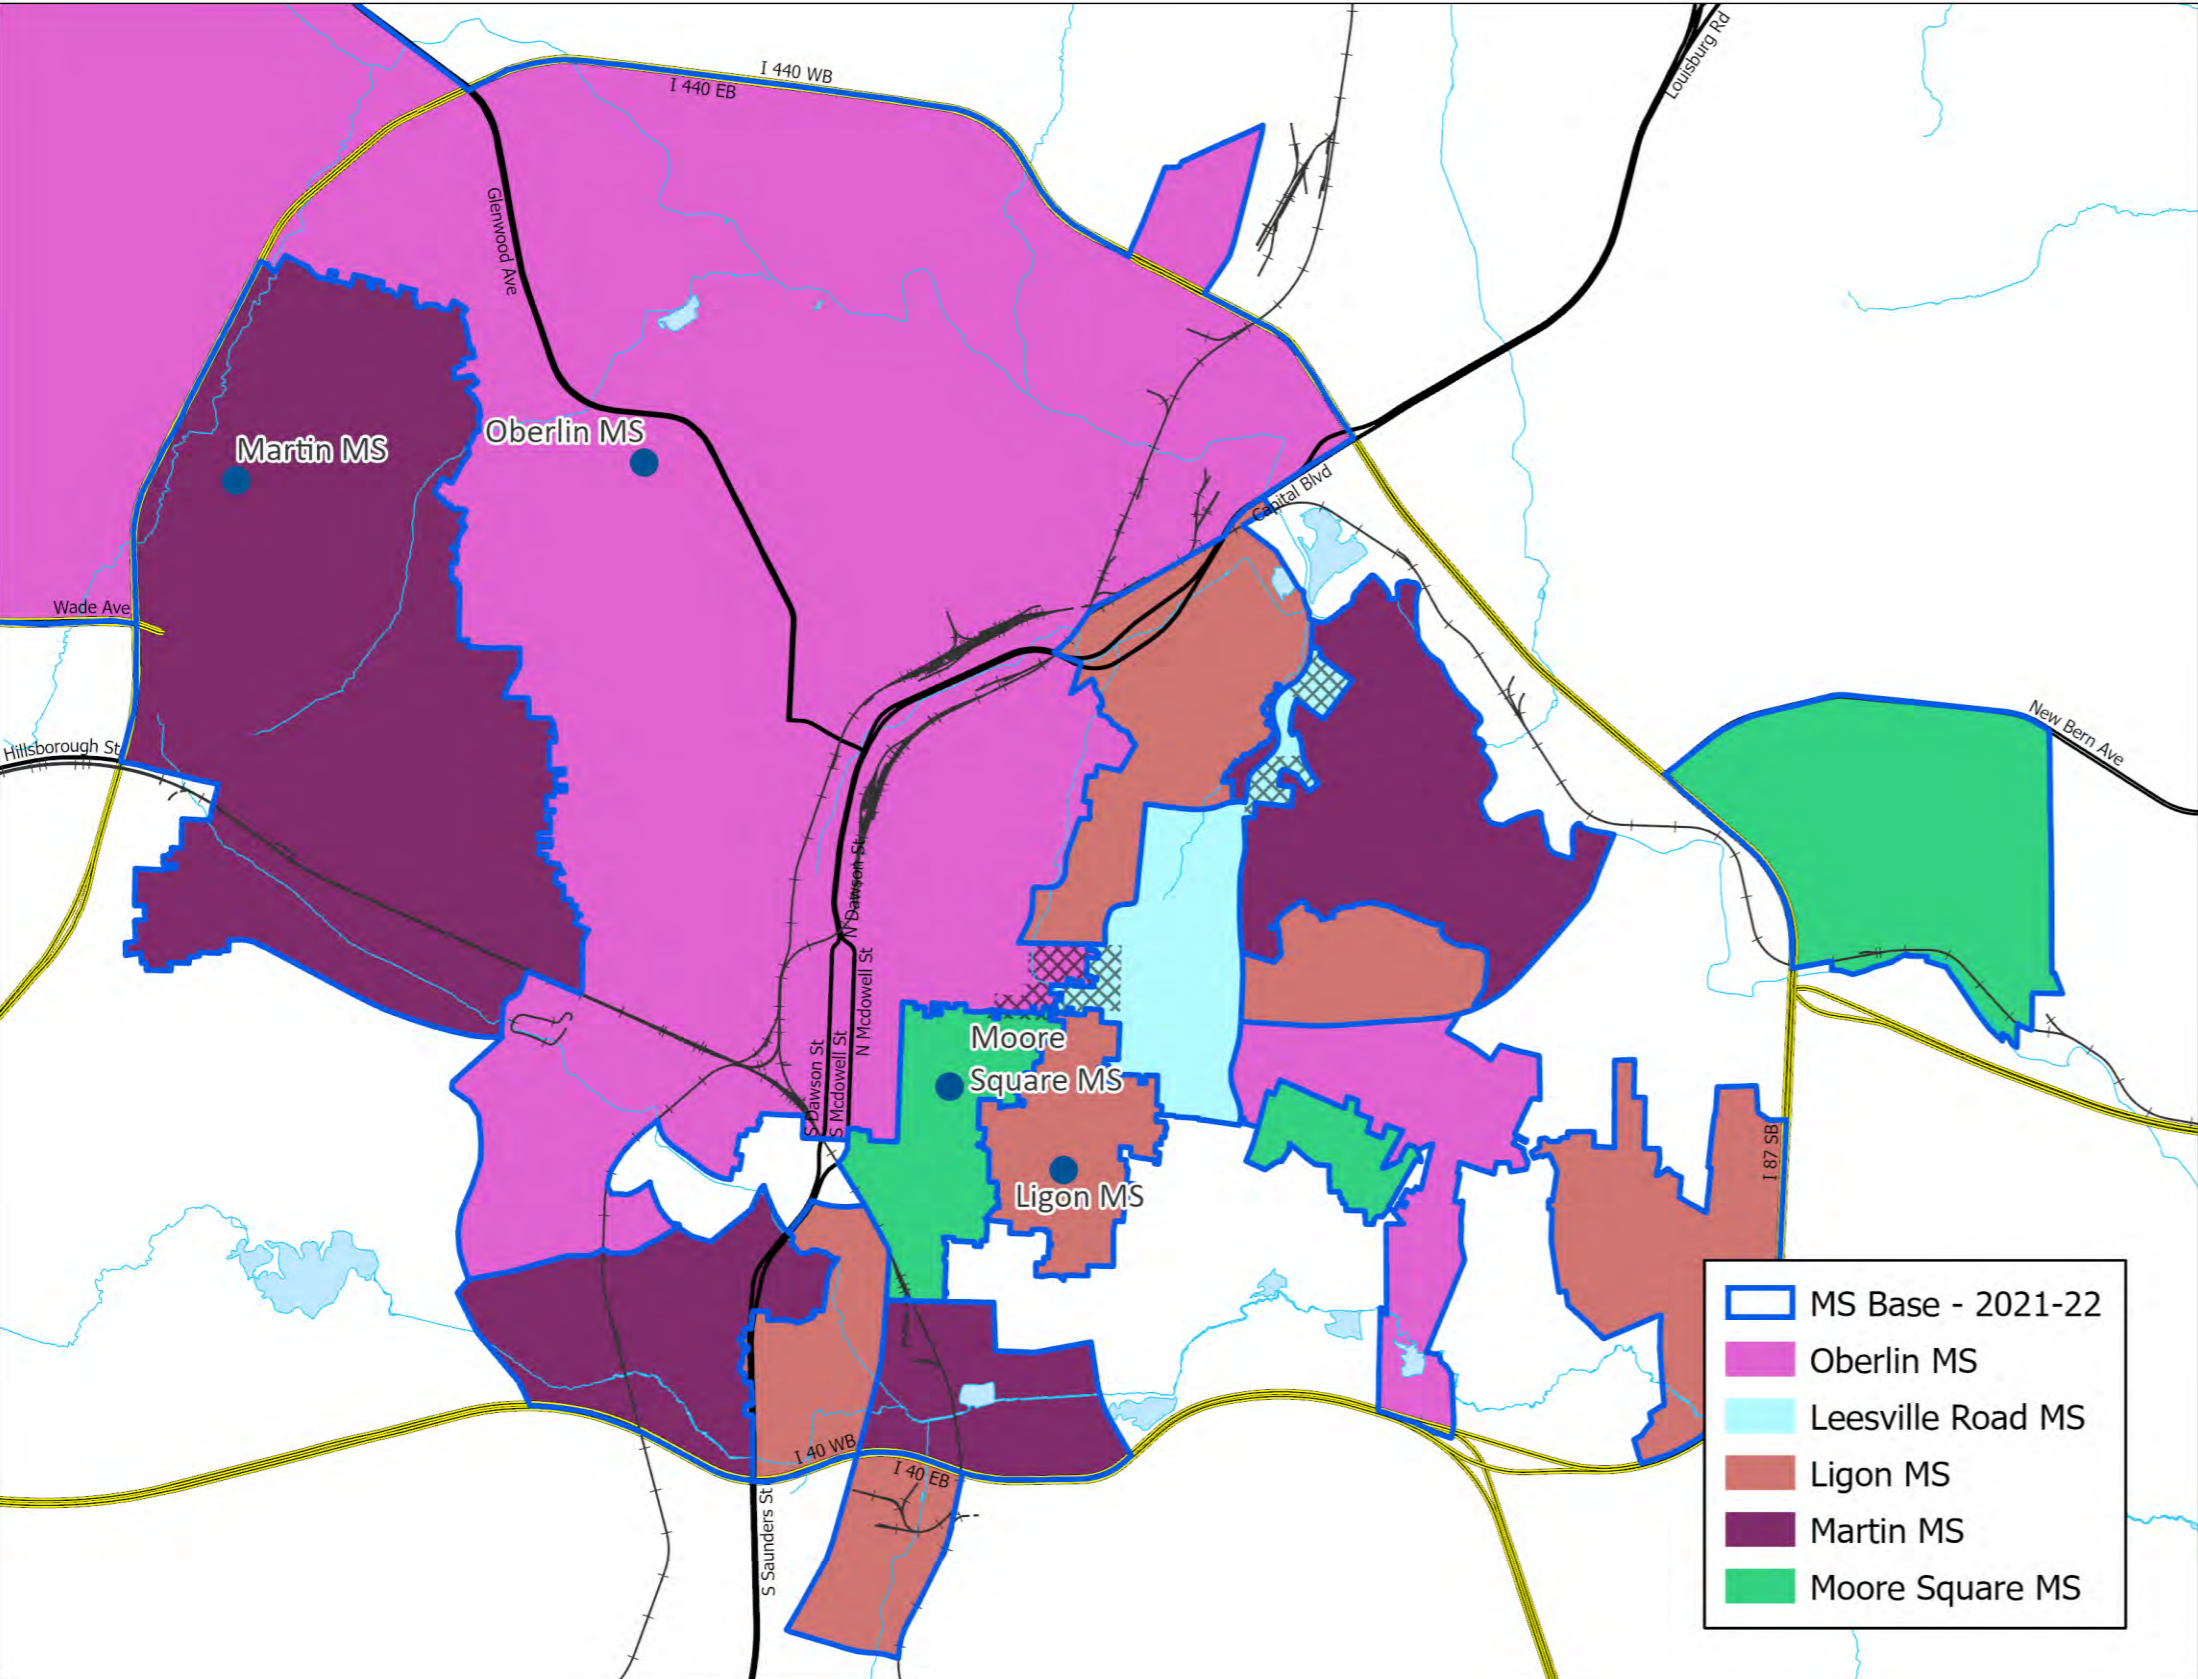 I 440 WB
I 440 EB
Louisburg Rd
Glenwood Ave
Oberlin MS
Martin MS
Capital Blvd
Wade Ave
Hillsborough St
New Bern Ave
N Dawson St
N Mcdowell St
S Dawson St
S Mcdowell St
Moore
Square MS
Ligon MS
I 87 SB
I 40 WB
I 40 EB
S Saunders St
MS Base - 2021-22
Oberlin MS
Leesville Road MS
Ligon MS
Martin MS
Moore Square MS